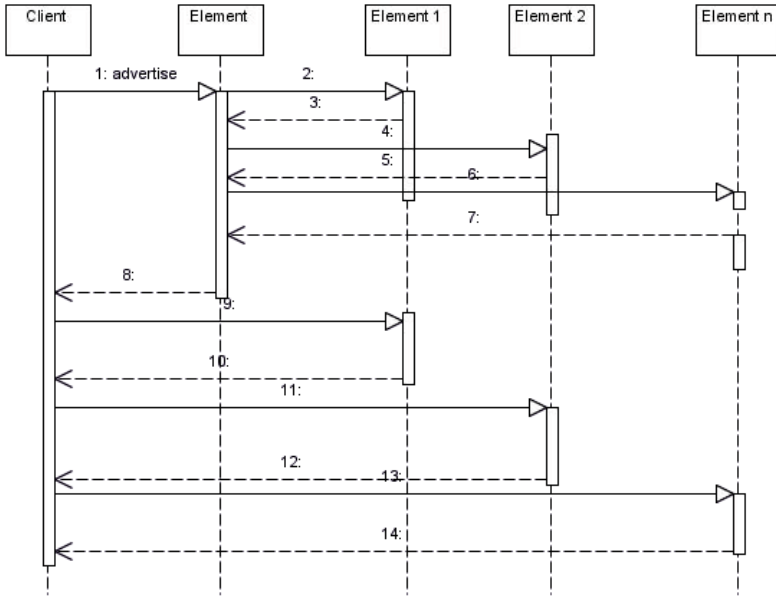 Client
Element
Element 1
Element 2
Element n
1: advertise
2:
3:
4:
5:
6:
7:
8:
9:
10:
11:
12:
13:
14: